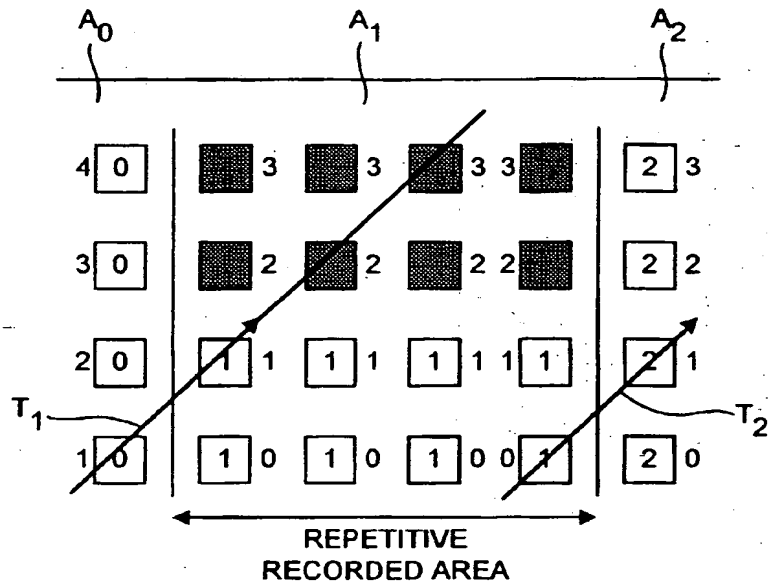 A0 A1 A2
4 0 3 3 3 3 2 3
3 0 2 2 2 2 2 2
2 0 1 1 1 1 1 1 1 1 2 1
T1 T2
1 0 1 0 1 0 1 0 0 1 2 0
REPETITIVE
RECORDED AREA